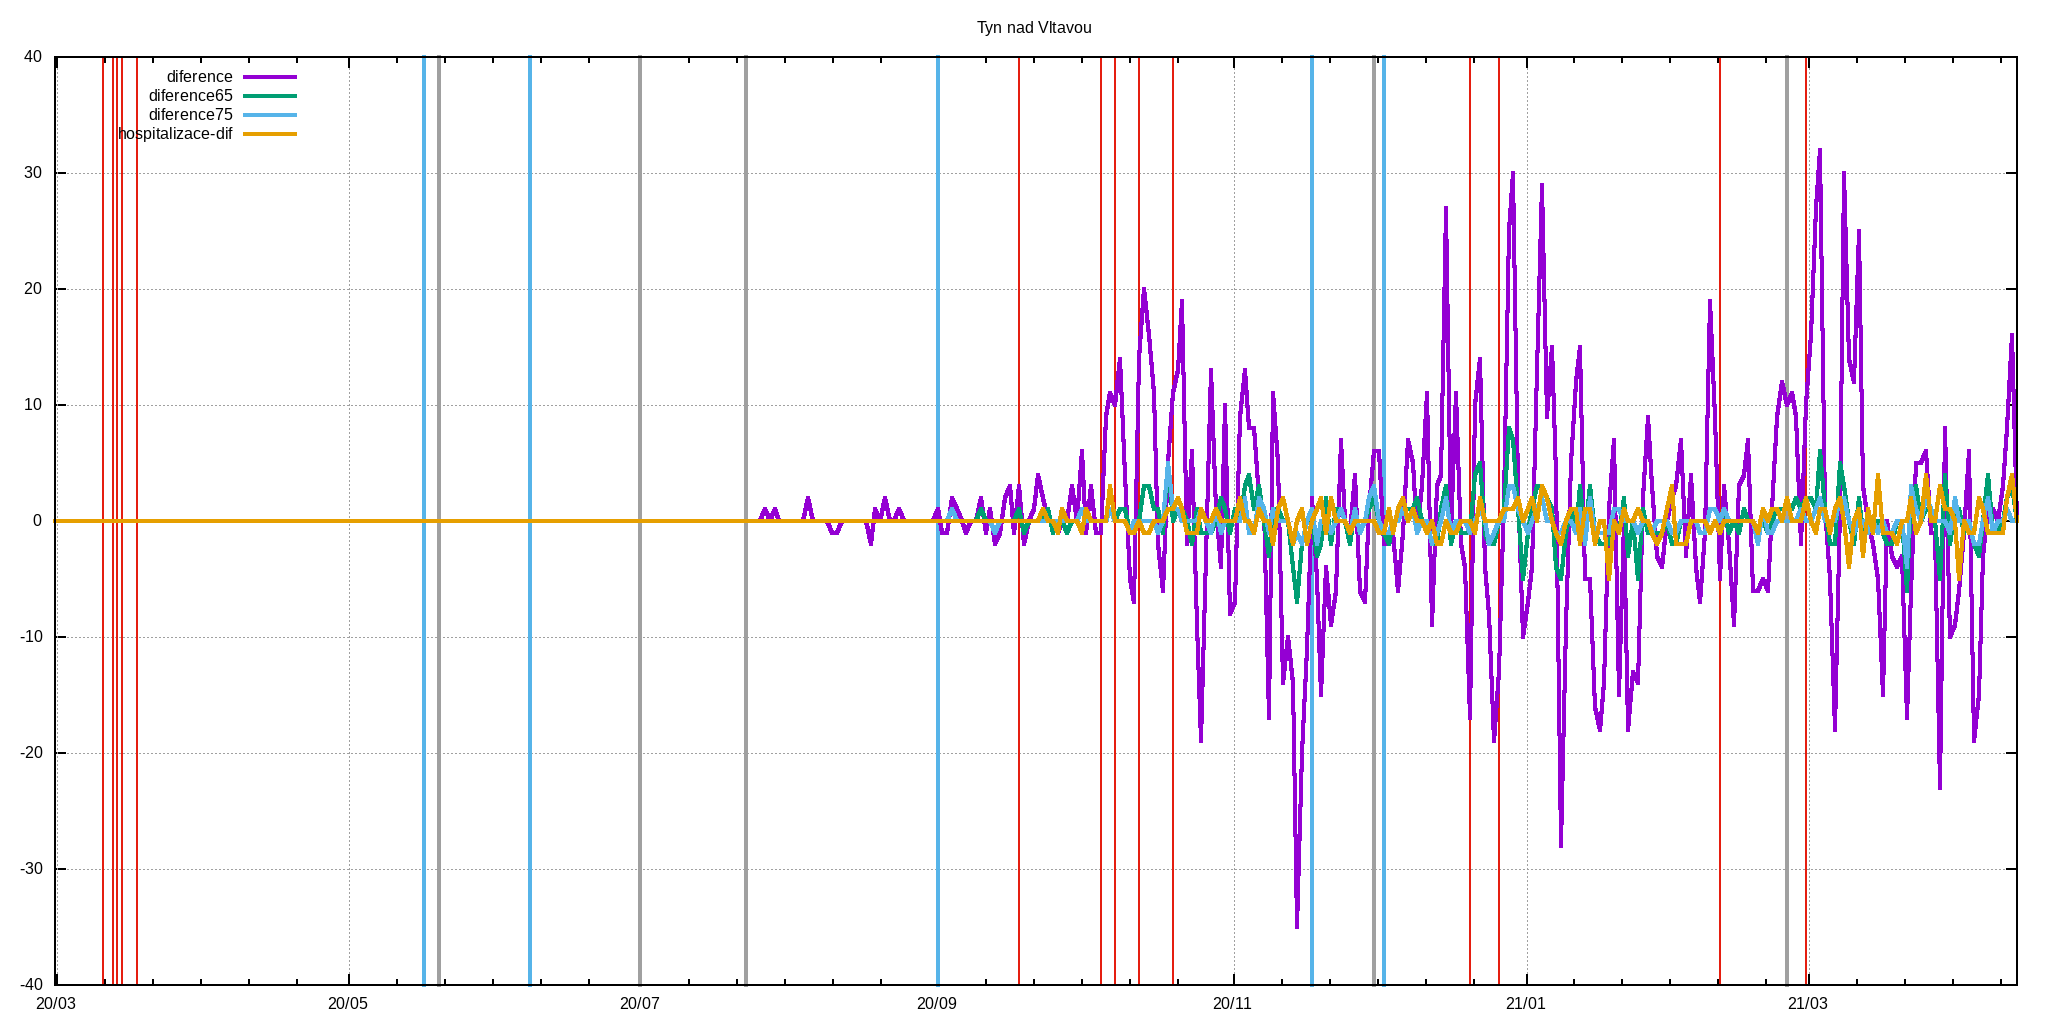 Tyn nad Vltavou
40
30
20
10
0
-10
-20
-30
-40
diference
diference65
diference75
hospitalizace-dif
20/03 20/05 20/07 20/09 20/11 21/01 21/03